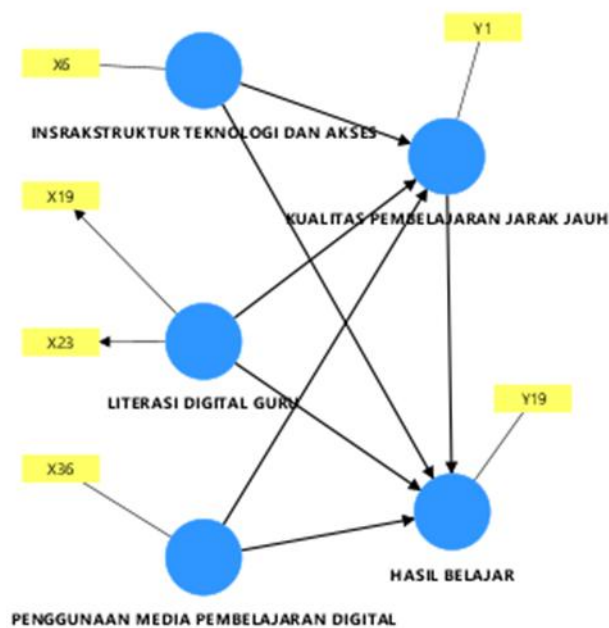 Y1
X6
INSRAKSTRUKTUR TEKNOLOGI DAN AKSES
X19
KUALITAS PEMBELAJARAN JARAK JAUH
X23
LITERASI DIGITAL GURU
Y19
X36
HASIL BELAJAR
PENGGUNAAN MEDIA PEMBELAJARAN DIGITAL